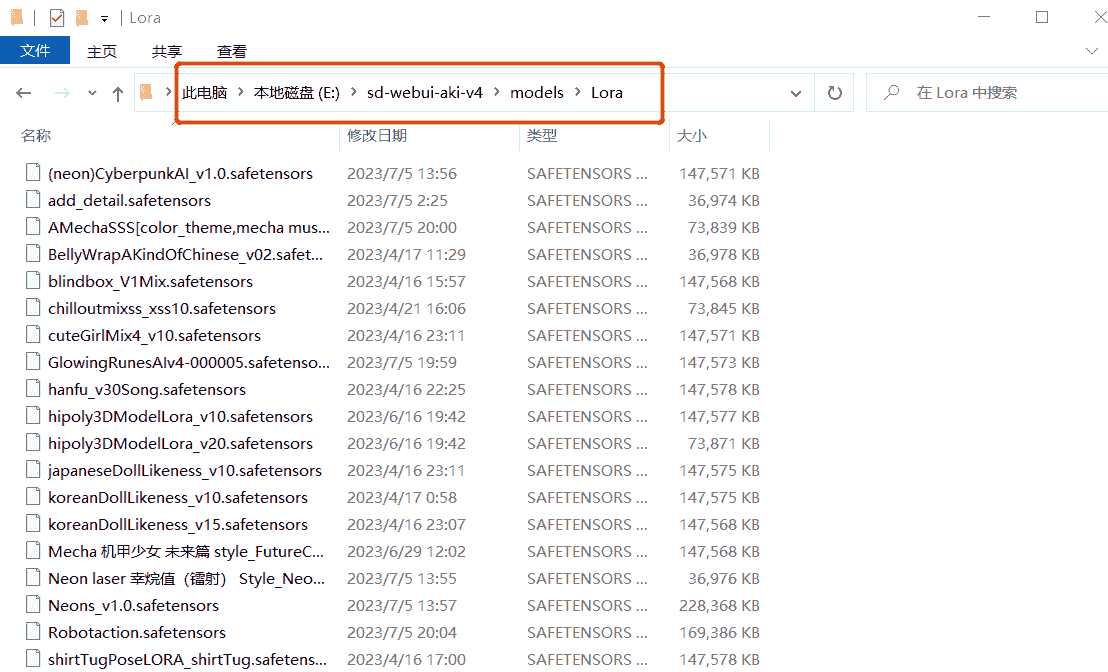 Lora
文件 主页 共享 查看
此电脑 本地磁盘 (E:) sd-webui-aki-v4 models Lora 在 Lora 中搜索
名称 修改日期 类型 大小
(neon)CyberpunkAI_v1.0.safetensors 2023/7/5 13:56 SAFETENSORS ... 147,571 KB
add_detail.safetensors 2023/7/5 2:25 SAFETENSORS ... 36,974 KB
AMechaSSS[color_theme,mecha mus... 2023/7/5 20:00 SAFETENSORS ... 73,839 KB
BellyWrapAKindOfChinese_v02.safet... 2023/4/17 11:29 SAFETENSORS ... 36,978 KB
blindbox_V1Mix.safetensors 2023/4/16 15:57 SAFETENSORS ... 147,568 KB
chilloutmixss_xss10.safetensors 2023/4/21 16:06 SAFETENSORS ... 73,845 KB
cuteGirlMix4_v10.safetensors 2023/4/16 23:11 SAFETENSORS ... 147,571 KB
GlowingRunesAIv4-000005.safetenso... 2023/7/5 19:59 SAFETENSORS ... 147,573 KB
hanfu_v30Song.safetensors 2023/4/16 22:25 SAFETENSORS ... 147,578 KB
hipoly3DModelLora_v10.safetensors 2023/6/16 19:42 SAFETENSORS ... 147,577 KB
hipoly3DModelLora_v20.safetensors 2023/6/16 19:42 SAFETENSORS ... 73,871 KB
japaneseDollLikeness_v10.safetensors 2023/4/16 23:11 SAFETENSORS ... 147,575 KB
koreanDollLikeness_v10.safetensors 2023/4/17 0:58 SAFETENSORS ... 147,575 KB
koreanDollLikeness_v15.safetensors 2023/4/16 23:07 SAFETENSORS ... 147,568 KB
Mecha 机甲少女 未来篇 style_FutureC... 2023/6/29 12:02 SAFETENSORS ... 147,568 KB
Neon laser 幸烷值（镭射） Style_Neo... 2023/7/5 13:55 SAFETENSORS ... 36,976 KB
Neons_v1.0.safetensors 2023/7/5 13:57 SAFETENSORS ... 228,368 KB
Robotaction.safetensors 2023/7/5 20:04 SAFETENSORS ... 169,386 KB
shirtTugPoseLORA_shirtTug.safetens... 2023/4/16 17:00 SAFETENSORS ... 147,578 KB